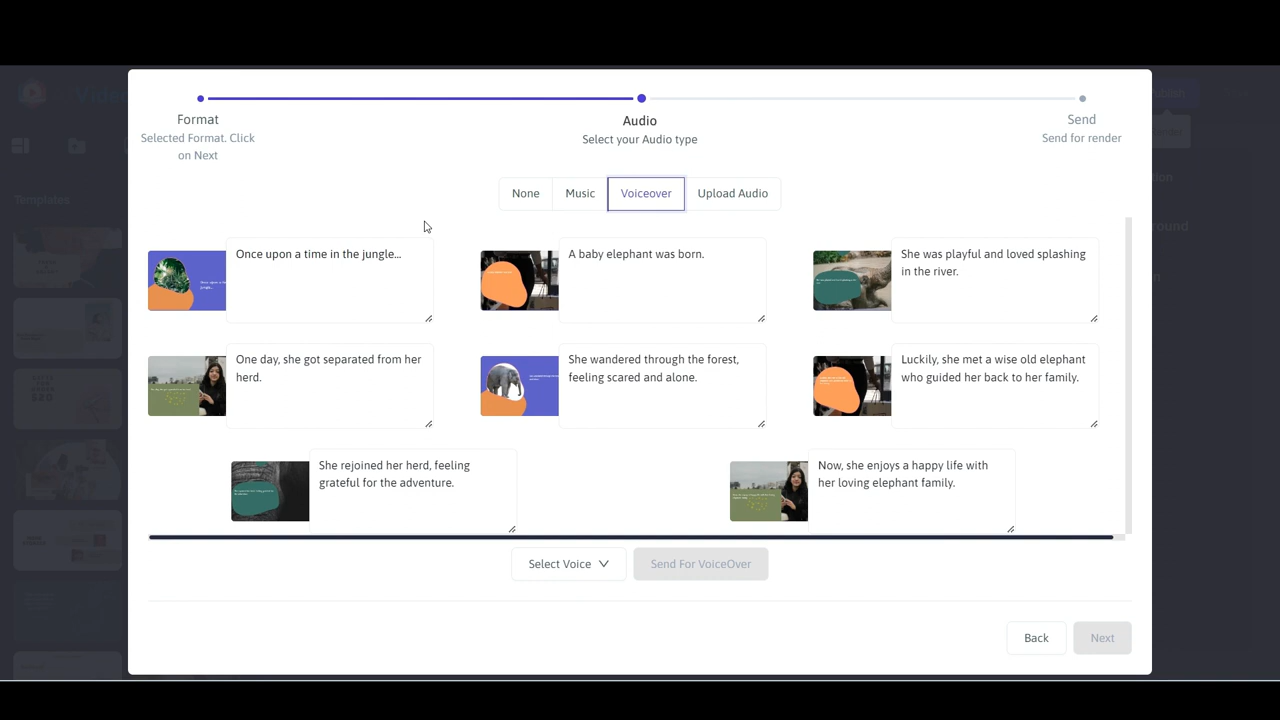 Format
Audio
Send
Selected Format. Click
on Next
Select your Audio type
Send for render
None
Music
Voiceover
Upload Audio
Templates
Once upon a time in the jungle...
A baby elephant was born.
She was playful and loved splashing
in the river.
One day, she got separated from her
herd.
She wandered through the forest,
feeling scared and alone.
Luckily, she met a wise old elephant
who guided her back to her family.
She rejoined her herd, feeling
grateful for the adventure.
Now, she enjoys a happy life with
her loving elephant family.
Select Voice
Send For VoiceOver
Back
Next